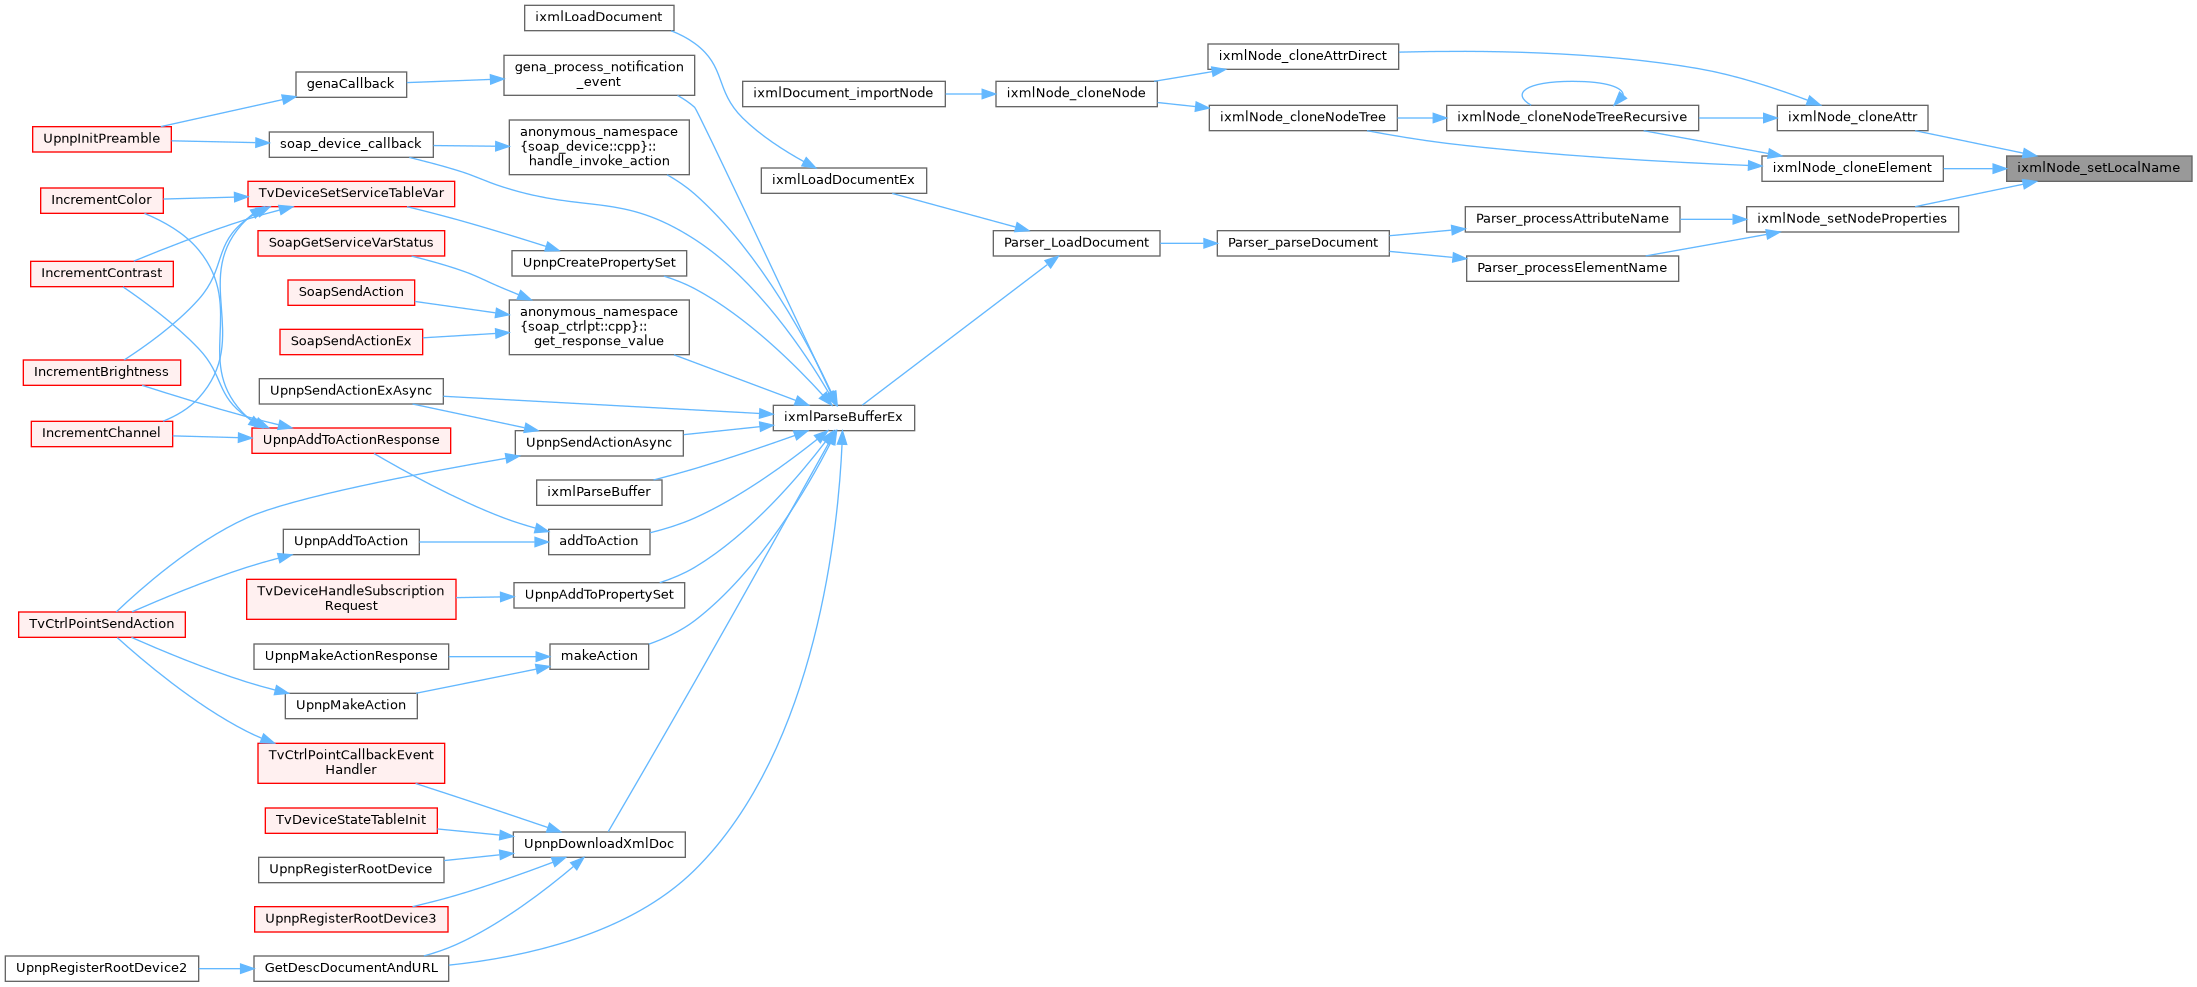 ixmlLoadDocument
gena_process_notification
_event
genaCallback
UpnpInitPreamble
soap_device_callback
anonymous_namespace
{soap_device::cpp}::
handle_invoke_action
TvDeviceSetServiceTableVar
IncrementColor
SoapGetServiceVarStatus
UpnpCreatePropertySet
IncrementContrast
SoapSendAction
anonymous_namespace
{soap_ctrlpt::cpp}::
get_response_value
SoapSendActionEx
IncrementBrightness
UpnpSendActionExAsync
IncrementChannel
UpnpAddToActionResponse
UpnpSendActionAsync
ixmlParseBuffer
UpnpAddToAction
addToAction
TvDeviceHandleSubscription
Request
UpnpAddToPropertySet
TvCtrlPointSendAction
UpnpMakeActionResponse
makeAction
UpnpMakeAction
TvCtrlPointCallbackEvent
Handler
TvDeviceStateTableInit
UpnpDownloadXmlDoc
UpnpRegisterRootDevice
UpnpRegisterRootDevice3
UpnpRegisterRootDevice2
GetDescDocumentAndURL
ixmlParseBufferEx
ixmlDocument_importNode
ixmlLoadDocumentEx
ixmlNode_cloneNode
Parser_LoadDocument
ixmlNode_cloneAttrDirect
ixmlNode_cloneNodeTree
Parser_parseDocument
ixmlNode_cloneNodeTreeRecursive
Parser_processAttributeName
Parser_processElementName
ixmlNode_cloneAttr
ixmlNode_cloneElement
ixmlNode_setNodeProperties
ixmlNode_setLocalName